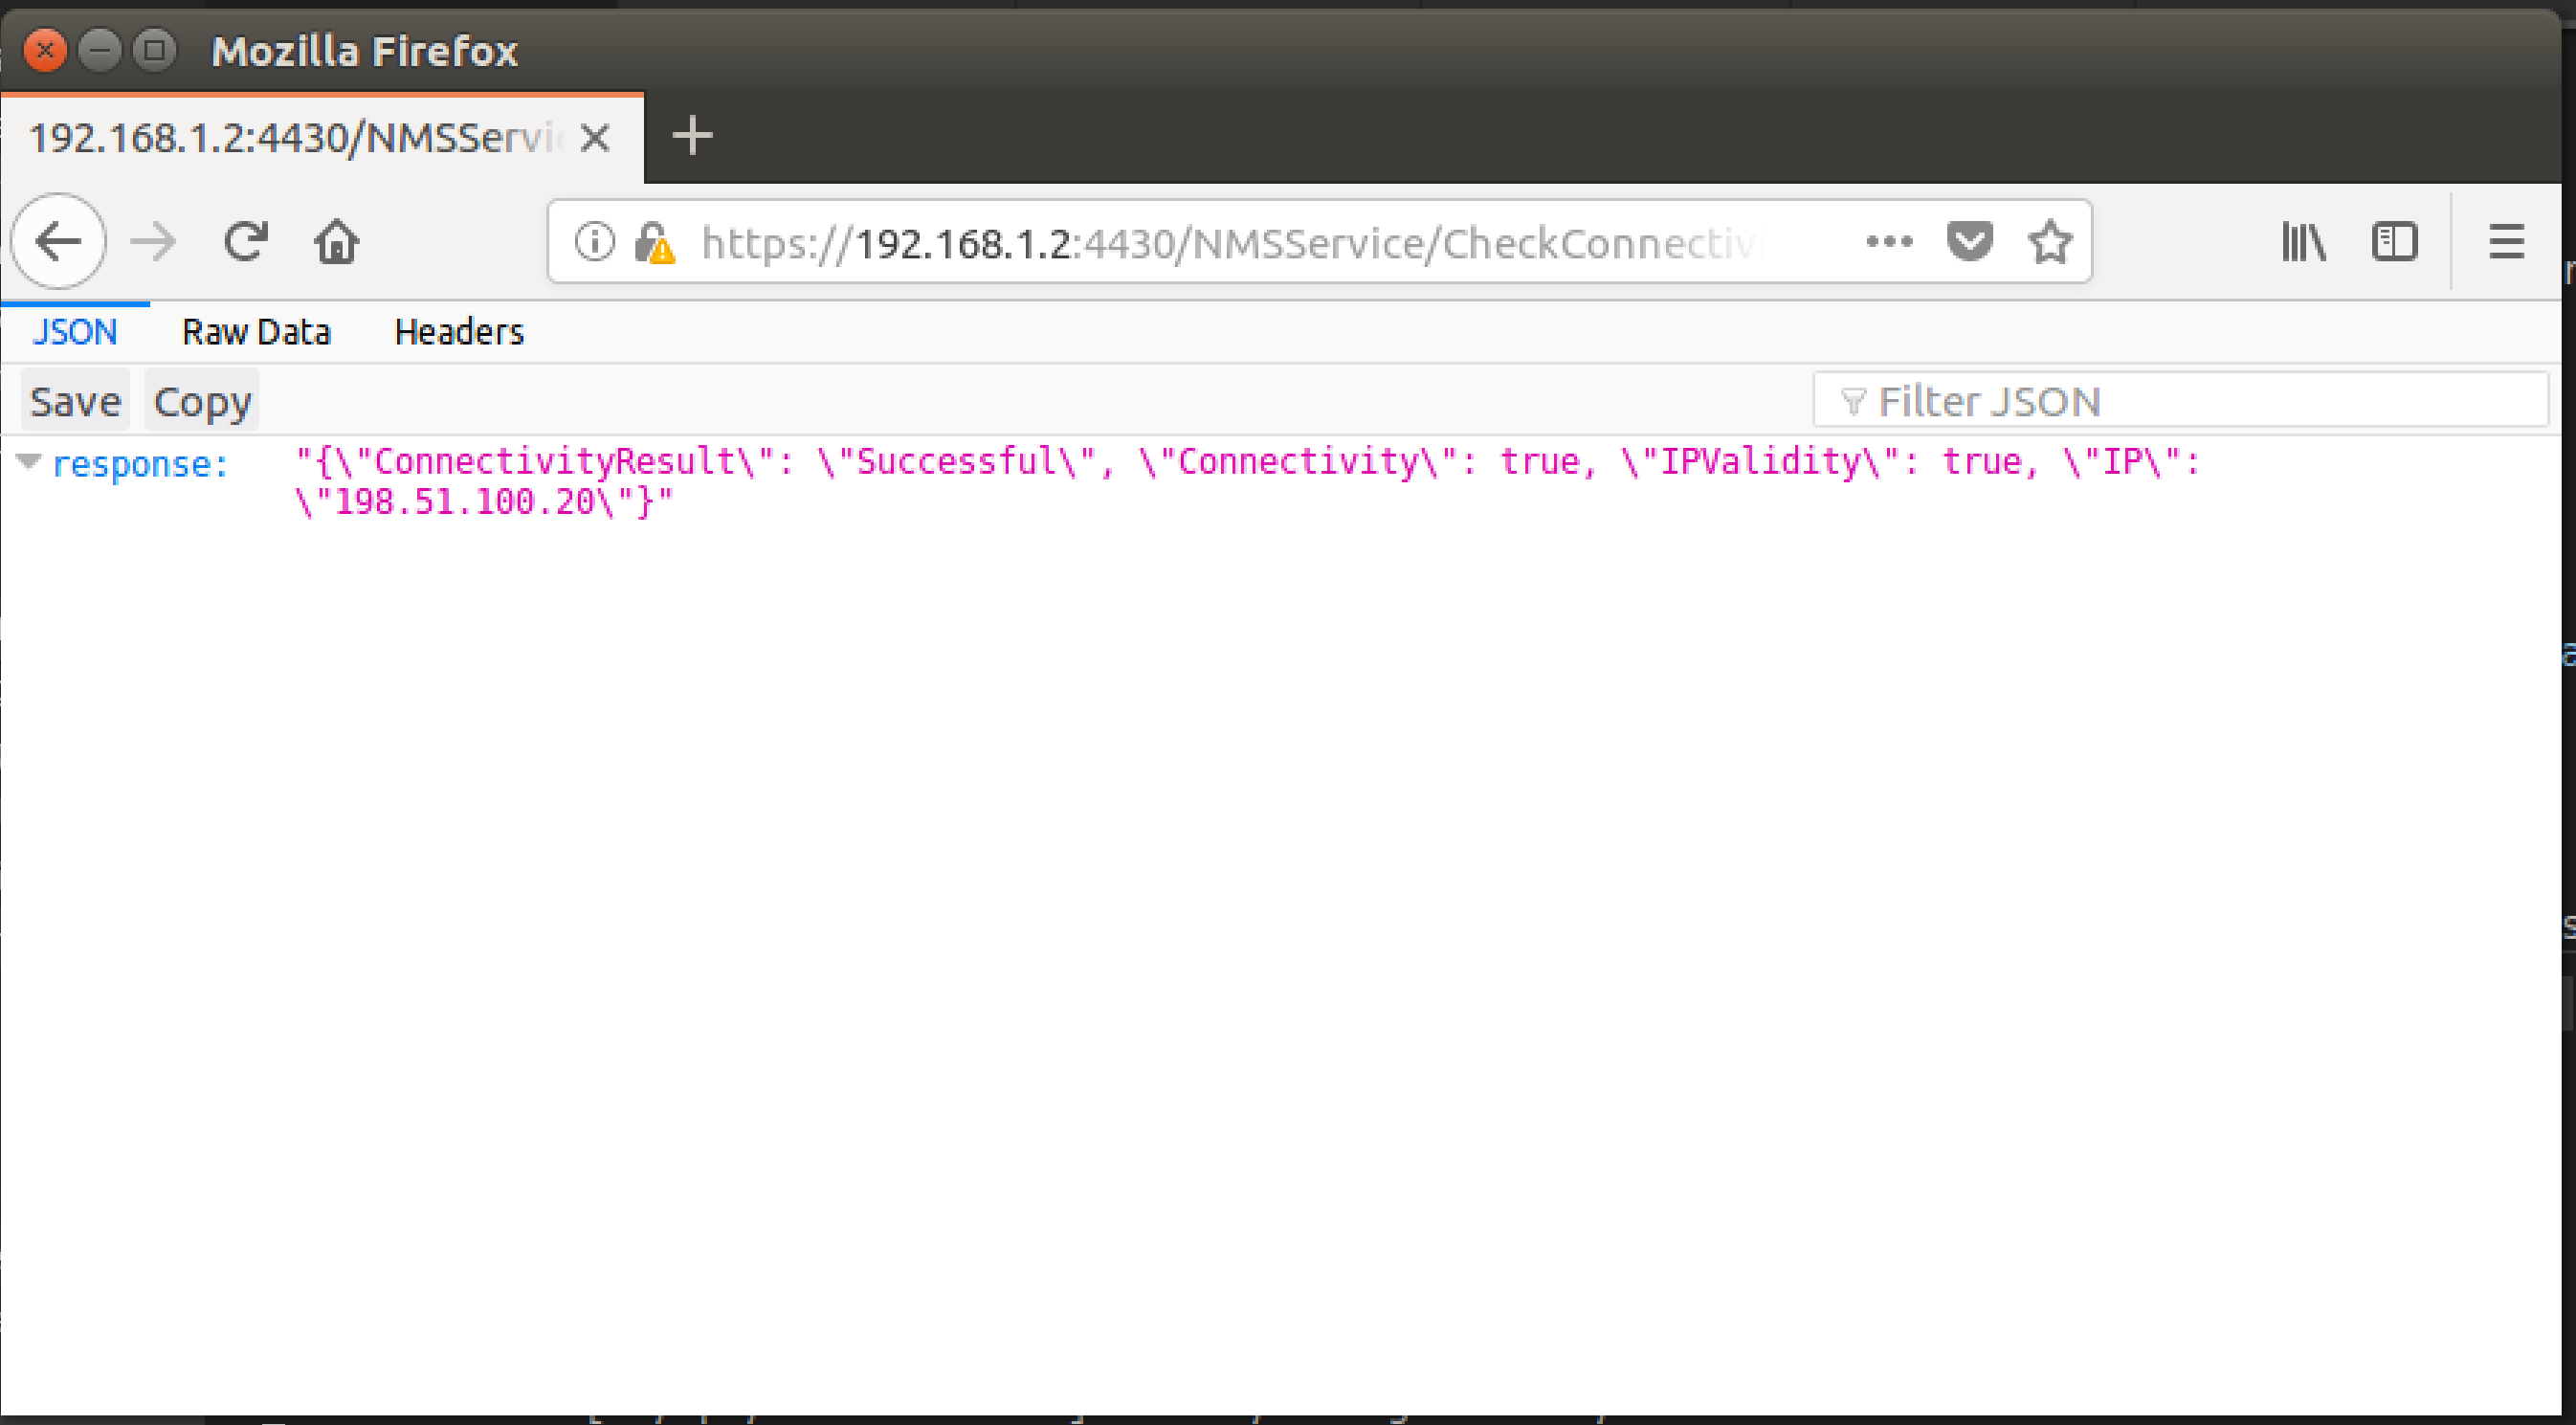 Mozilla Firefox
192.168.1.2:4430/NMSServic
https://192.168.1.2:4430/NMSService/CheckConnectiv
JSON Raw Data Headers
Save Copy Filter JSON
response: "{\"ConnectivityResult\": \"Successful\", \"Connectivity\": true, \"IPValidity\": true, \"IP\":
\"198.51.100.20\"}"